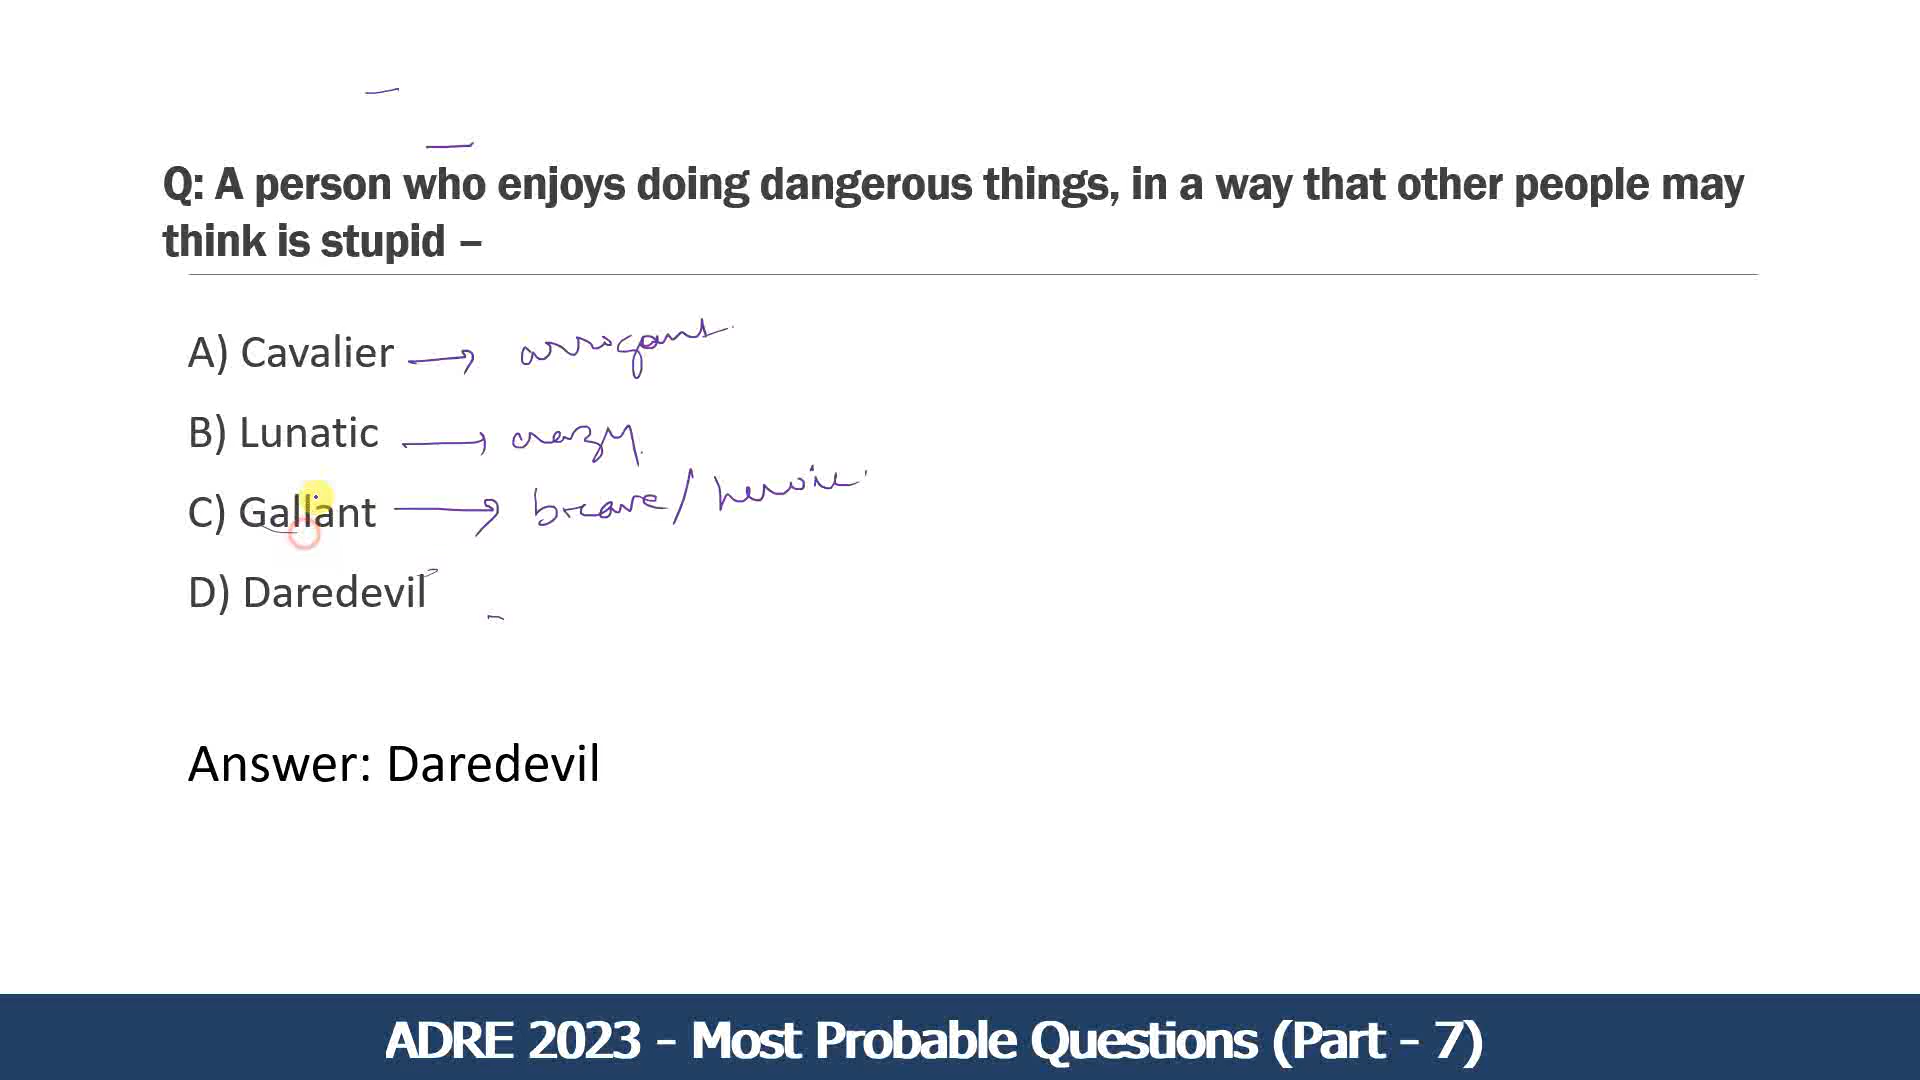 Q: A person who enjoys doing dangerous things, in a way that other people may
think is stupid –
A) Cavalier → arrogant
B) Lunatic → crazy
C) Gallant → brave/heroic
D) Daredevil
Answer: Daredevil
ADRE 2023 - Most Probable Questions (Part - 7)